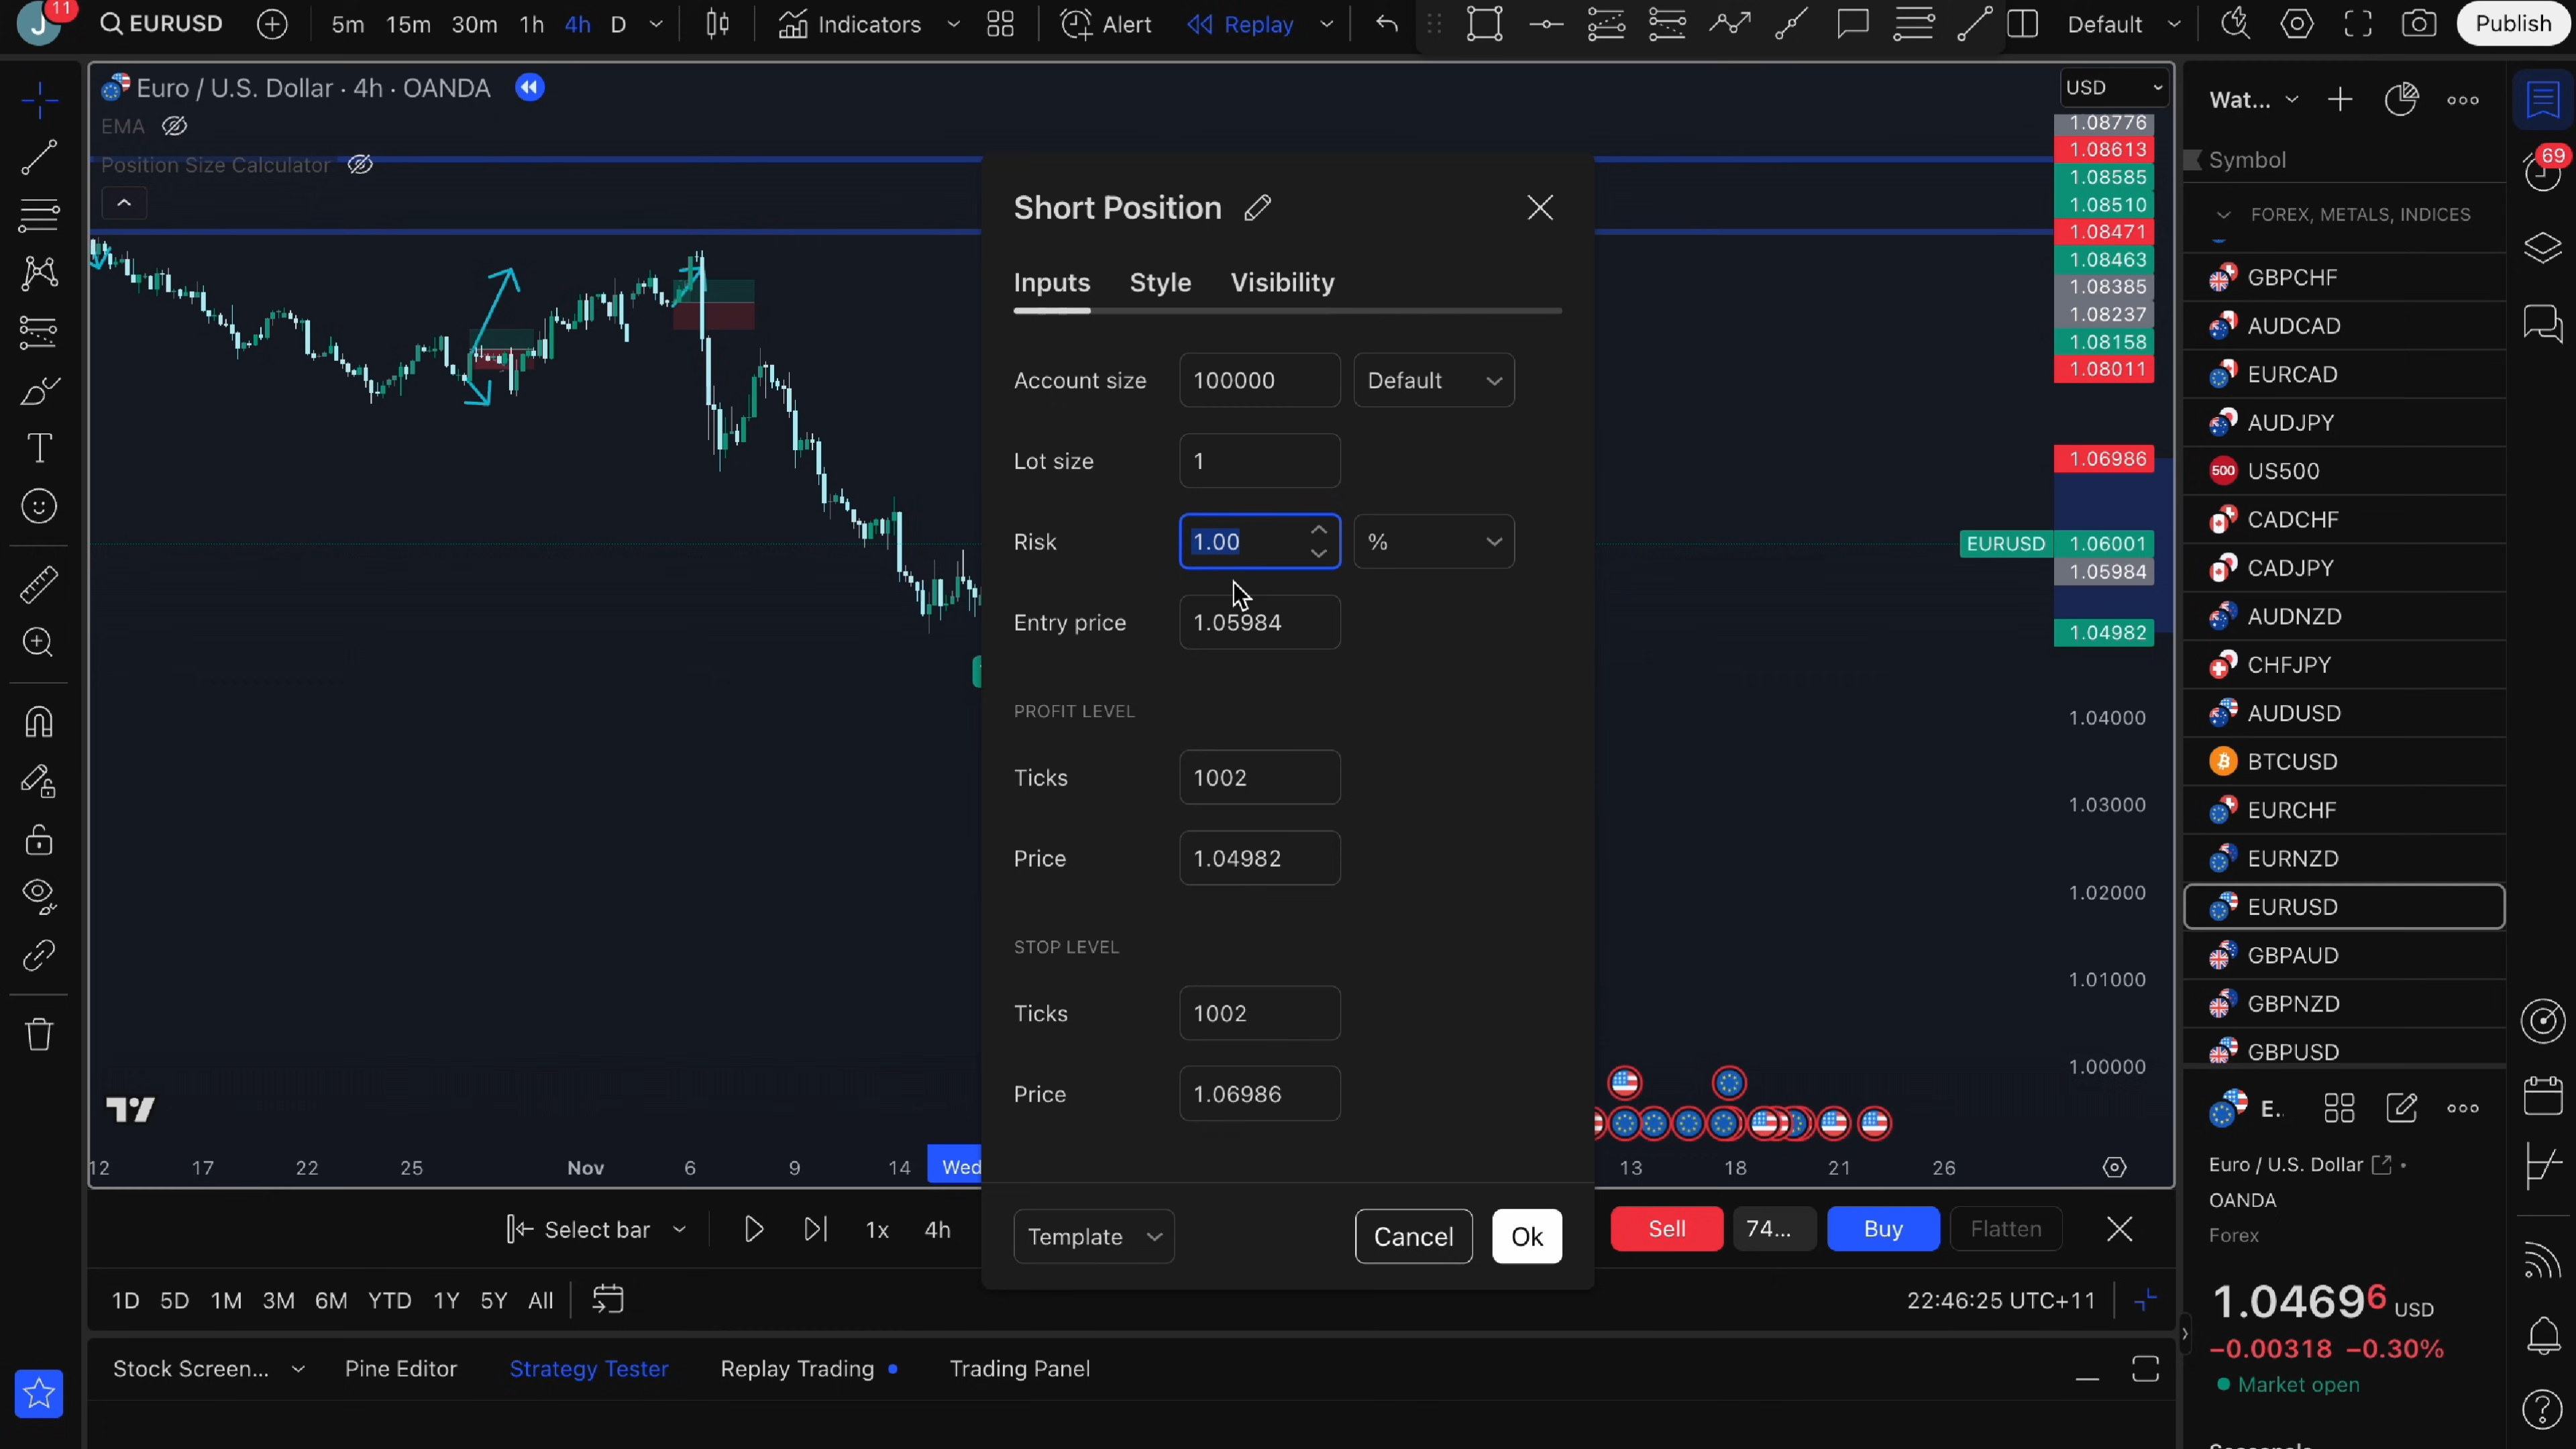 J 11 EURUSD 5m 15m 30m 1h 4h D Indicators Alert Replay Default Publish
Euro / U.S. Dollar · 4h · OANDA
EMA
Position Size Calculator
USD
1.08776
1.08613
1.08585
1.08510
1.08471
1.08463
1.08385
1.08237
1.08158
1.08011
1.06986
EURUSD 1.06001
1.05984
1.04982
1.04000
1.03000
1.02000
1.01000
1.00000
Short Position
Inputs Style Visibility
Account size 100000 Default
Lot size 1
Risk 1.00 %
Entry price 1.05984
PROFIT LEVEL
Ticks 1002
Price 1.04982
STOP LEVEL
Ticks 1002
Price 1.06986
Template Cancel Ok
12 17 22 25 Nov 6 9 14 Wed 13 18 21 26
Select bar 1x 4h Sell 74... Buy Flatten
1D 5D 1M 3M 6M YTD 1Y 5Y All 22:46:25 UTC+11
Stock Screen... Pine Editor Strategy Tester Replay Trading Trading Panel
Wat...
69
Symbol
FOREX, METALS, INDICES
GBPCHF
AUDCAD
EURCAD
AUDJPY
500 US500
CADCHF
CADJPY
AUDNZD
CHFJPY
AUDUSD
BTCUSD
EURCHF
EURNZD
EURUSD
GBPAUD
GBPNZD
GBPUSD
E.
Euro / U.S. Dollar
OANDA
Forex
1.04696 USD
−0.00318 −0.30%
Market open